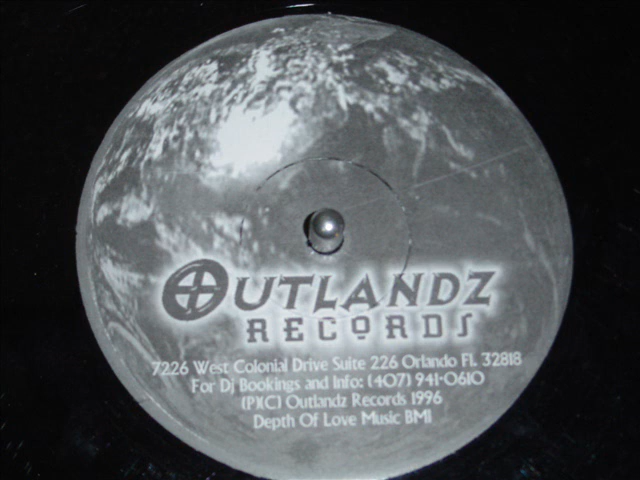 OUTLANDZ
RECORDS
7226 West Colonial Drive Suite 226 Orlando Fl. 32818
For Dj Bookings and Info: (407) 941-0610
(P)(C) Outlandz Records 1996
Depth Of Love Music BMI